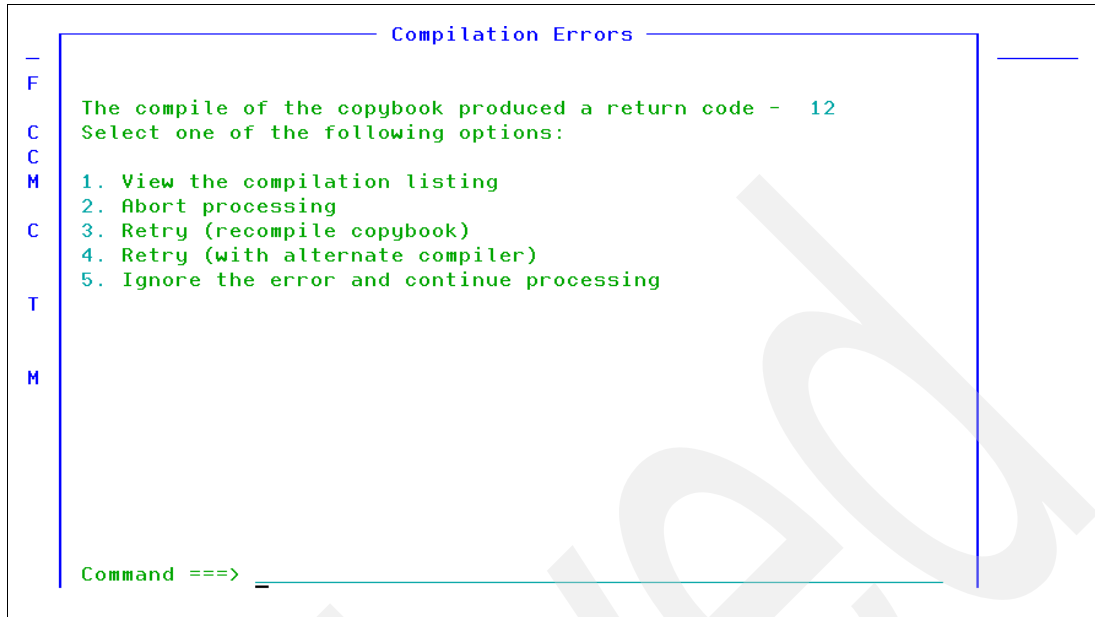 Compilation Errors
F
The compile of the copybook produced a return code - 12
C Select one of the following options:
C
M 1. View the compilation listing
2. Abort processing
C 3. Retry (recompile copybook)
4. Retry (with alternate compiler)
5. Ignore the error and continue processing
T
M
Command ===>
ved